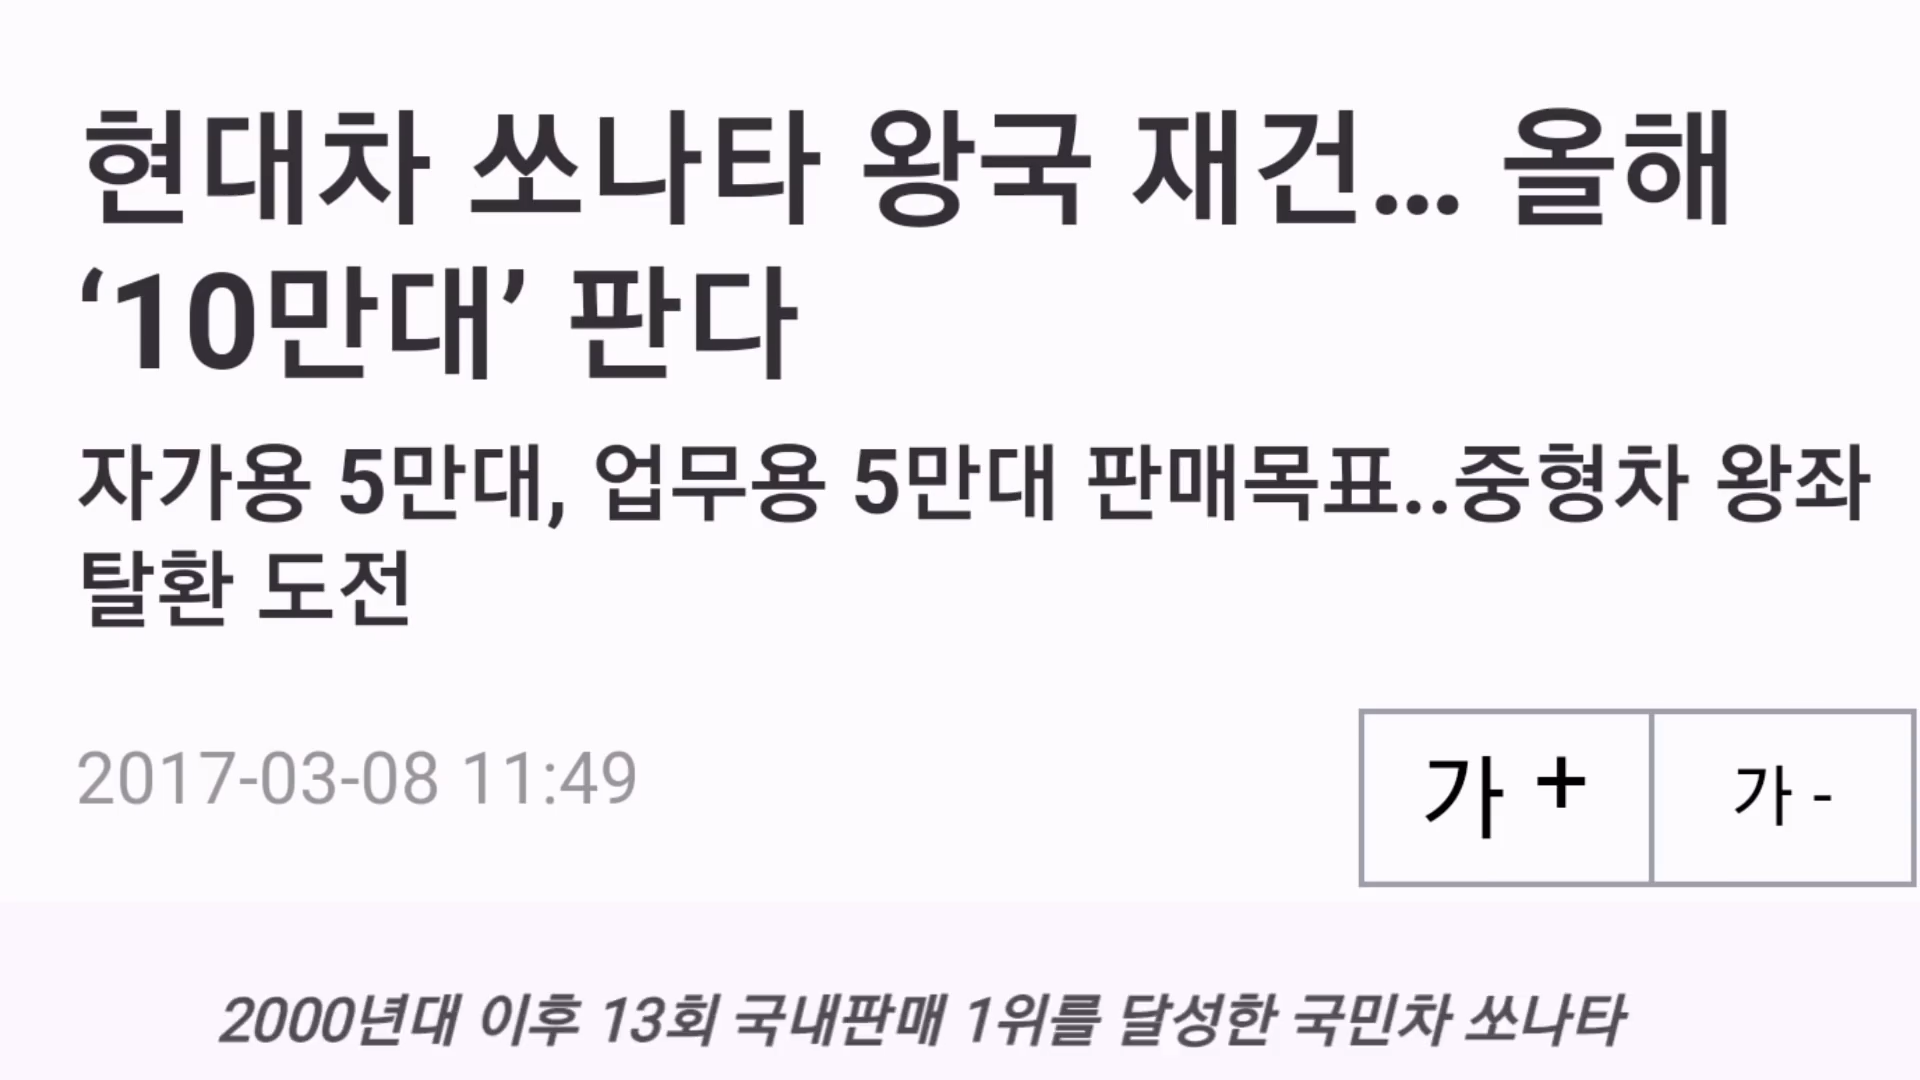 현대차 쏘나타 왕국 재건... 올해
‘10만대’ 판다
자가용 5만대, 업무용 5만대 판매목표..중형차 왕좌
탈환 도전
2017-03-08 11:49
가 +
가 -
2000년대 이후 13회 국내판매 1위를 달성한 국민차 쏘나타